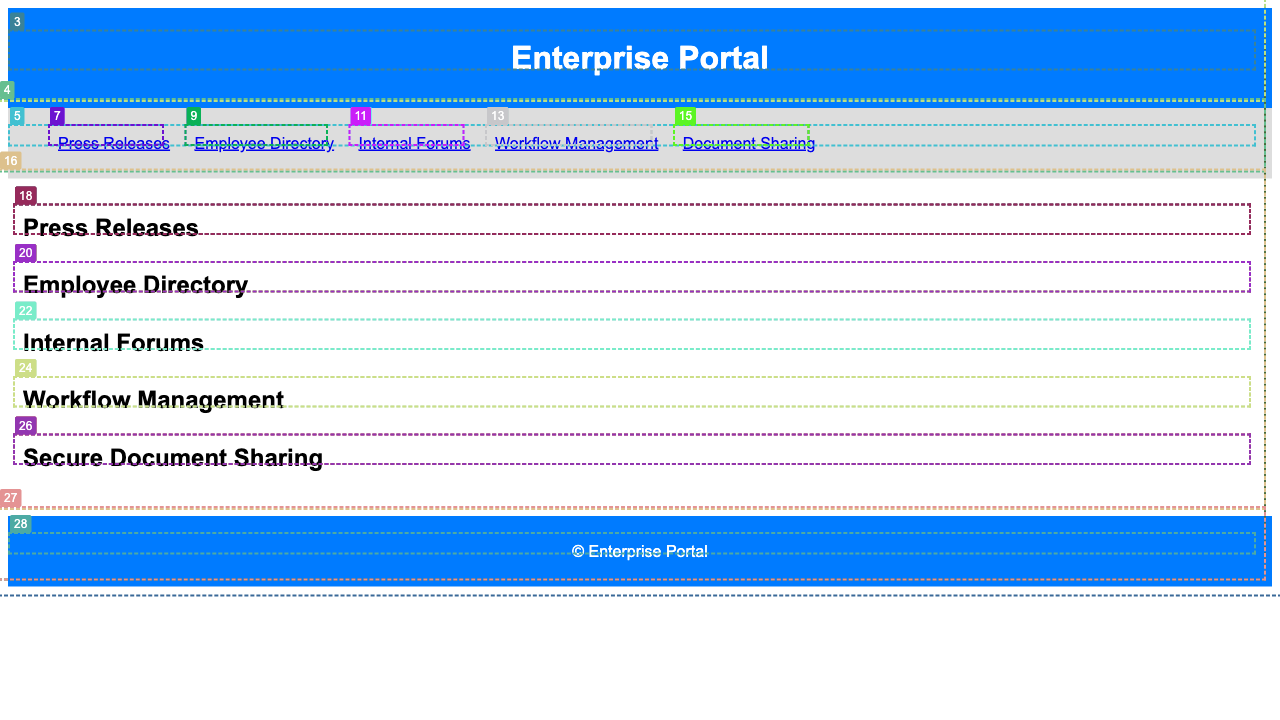 3
Enterprise Portal
4
5 7 9 11 13 15
Press Releases Employee Directory Internal Forums Workflow Management Document Sharing
16
18
Press Releases
20
Employee Directory
22
Internal Forums
24
Workflow Management
26
Secure Document Sharing
27
28
© Enterprise Portal